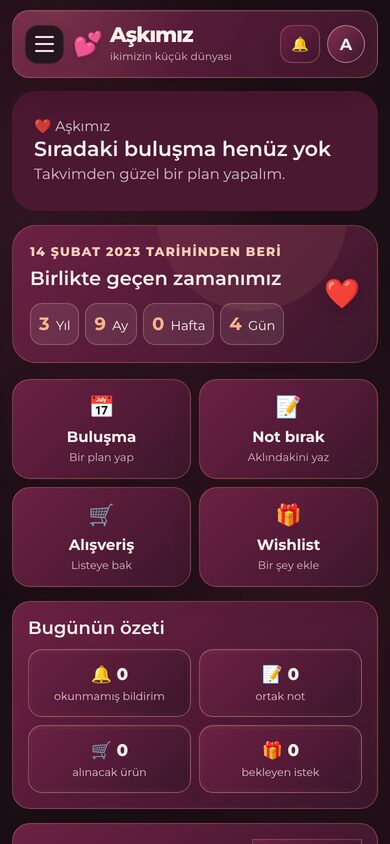 Aşkımız
ikimizin küçük dünyası
A
Aşkımız
Sıradaki buluşma henüz yok
Takvimden güzel bir plan yapalım.
14 ŞUBAT 2023 TARİHİNDEN BERİ
Birlikte geçen zamanımız
3 Yıl 9 Ay 0 Hafta 4 Gün
July
17
Buluşma
Bir plan yap
Not bırak
Aklındakini yaz
Alışveriş
Listeye bak
Wishlist
Bir şey ekle
Bugünün özeti
0
okunmamış bildirim
0
ortak not
0
alınacak ürün
0
bekleyen istek